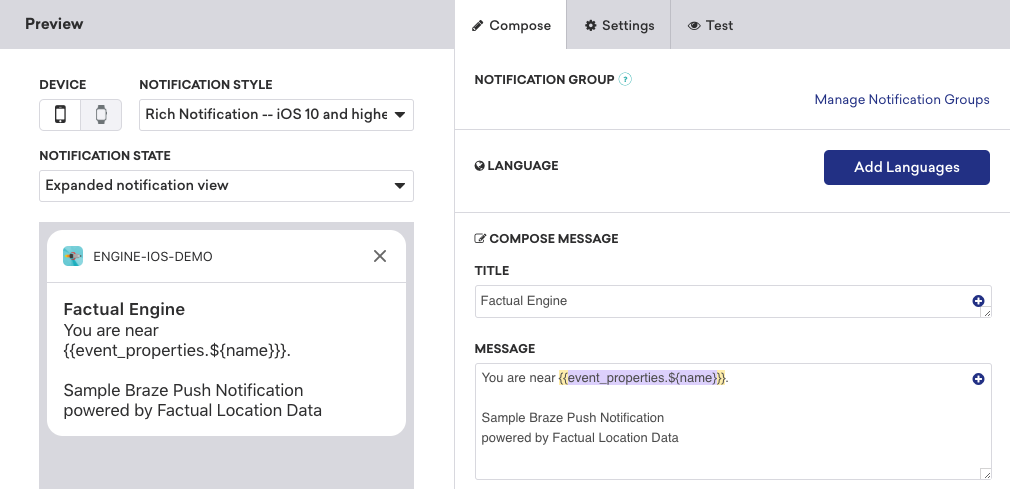 Preview
DEVICE
NOTIFICATION STYLE
Rich Notification -- iOS 10 and highe
NOTIFICATION STATE
Expanded notification view
ENGINE-IOS-DEMO
Factual Engine
You are near
{{event_properties.${name}}}.
Sample Braze Push Notification
powered by Factual Location Data
Compose
Settings
Test
NOTIFICATION GROUP ?
Manage Notification Groups
LANGUAGE
Add Languages
COMPOSE MESSAGE
TITLE
Factual Engine
MESSAGE
You are near {{event_properties.${name}}}.
Sample Braze Push Notification
powered by Factual Location Data